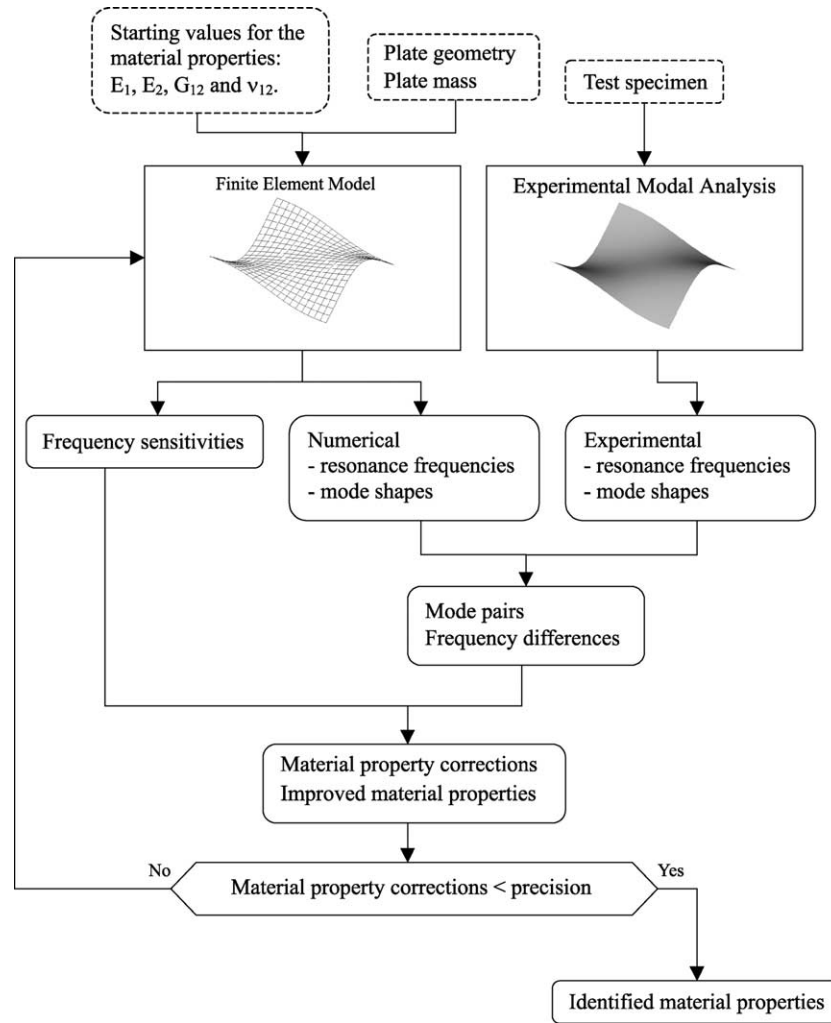 Starting values for the
material properties:
E₁, E₂, G₁₂ and ν₁₂.
Plate geometry
Plate mass
Test specimen
Finite Element Model
Experimental Modal Analysis
Frequency sensitivities
Numerical
- resonance frequencies
- mode shapes
Experimental
- resonance frequencies
- mode shapes
Mode pairs
Frequency differences
Material property corrections
Improved material properties
No
Material property corrections < precision
Yes
Identified material properties